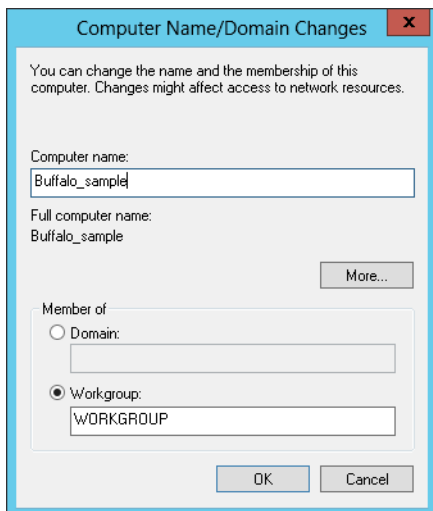 Computer Name/Domain Changes
x
You can change the name and the membership of this
computer. Changes might affect access to network resources.
Computer name:
Buffalo_sample
Full computer name:
Buffalo_sample
More...
Member of
Domain:
Workgroup:
WORKGROUP
OK Cancel